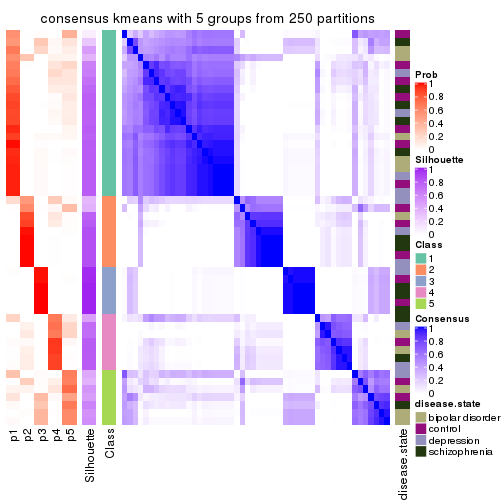 consensus kmeans with 5 groups from 250 partitions
Prob
1
0.8
0.6
0.4
0.2
0
Silhouette
1
0.8
0.6
0.4
0.2
0
Class
1
2
3
4
5
Consensus
1
0.8
0.6
0.4
0.2
0
disease.state
bipolar disorder
control
depression
schizophrenia
p1
p2
p3
p4
p5
Silhouette
Class
disease.state